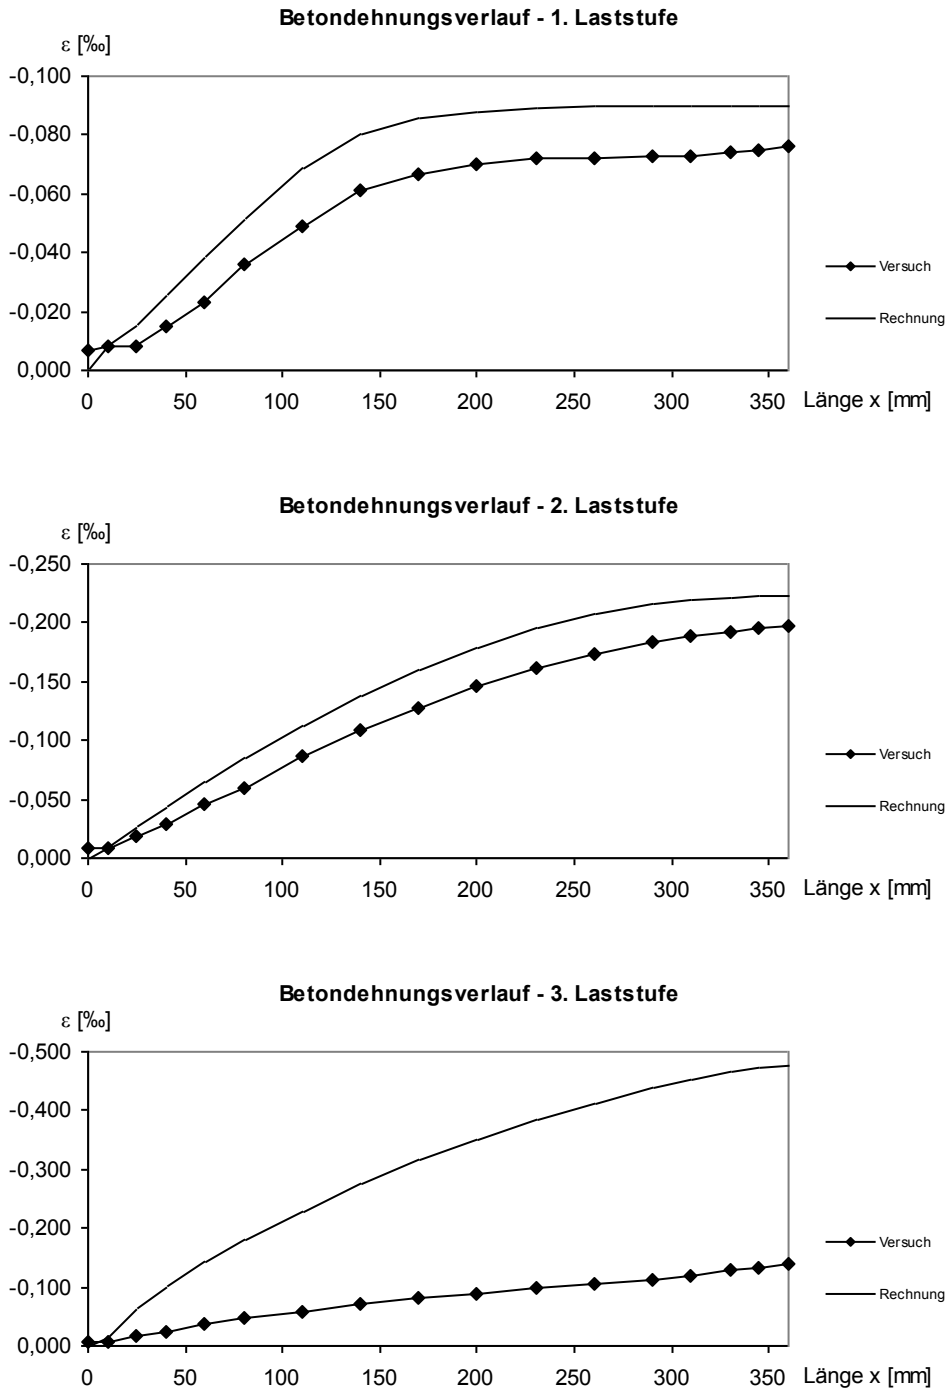 Betondehnungsverlauf - 1. Laststufe
ε [‰]
-0,100
-0,080
-0,060
-0,040
-0,020
0,000
0 50 100 150 200 250 300 350 Länge x [mm]
Versuch
Rechnung
Betondehnungsverlauf - 2. Laststufe
ε [‰]
-0,250
-0,200
-0,150
-0,100
-0,050
0,000
0 50 100 150 200 250 300 350 Länge x [mm]
Versuch
Rechnung
Betondehnungsverlauf - 3. Laststufe
ε [‰]
-0,500
-0,400
-0,300
-0,200
-0,100
0,000
0 50 100 150 200 250 300 350 Länge x [mm]
Versuch
Rechnung